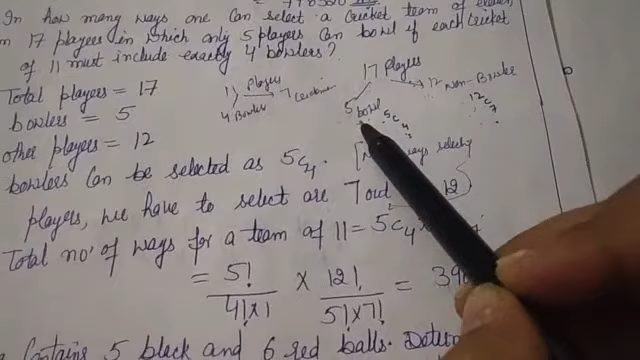 In how many ways one can select a Cricket team of eleven
17 players in which only 5 players can bowl if each cricket
of 11 must include exactly 4 bowlers?
Total players = 17
bowlers = 5
other players = 12
11 players
4 Bowlers
7
17 Players
5 bowl
12 Non-Bowler
5C4
12C7
bowlers can be selected as 5C4.
ways selecting
players, we have to select are 7 out 12
Total no. of ways for a team of 11 = 5C4 ×
= 5!/4!×1 × 12!/5!×7! =
Contains 5 black and 6 red balls.